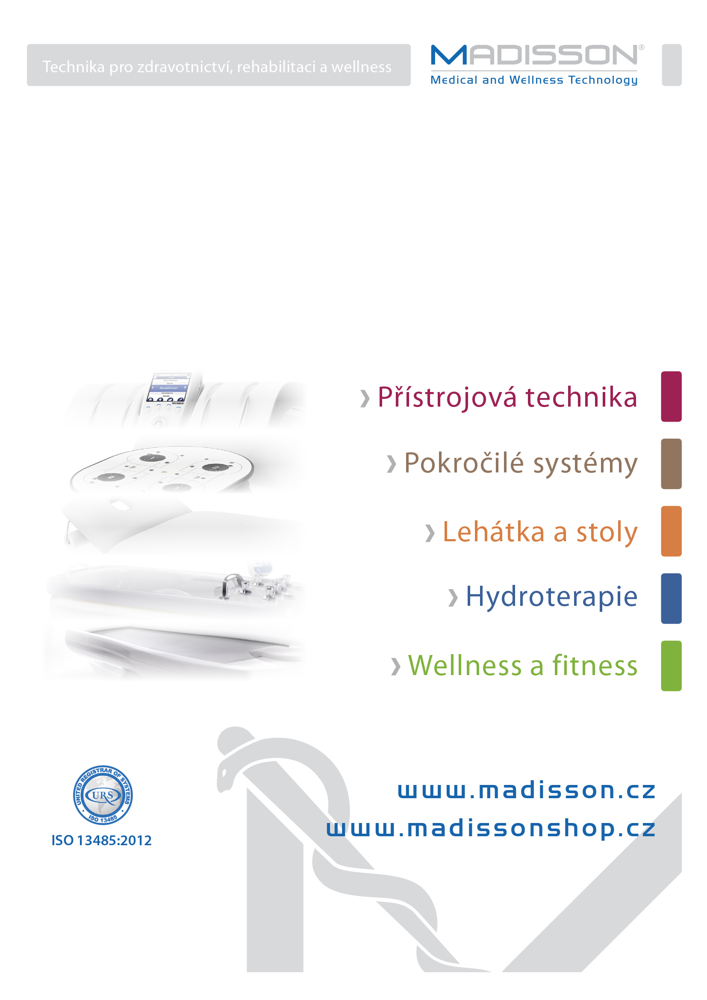 Technika pro zdravotnictví, rehabilitaci a wellness
MADISSON®
Medical and Wellness Technology
Rehabilitation
Přístrojová technika
Pokročilé systémy
Lehátka a stoly
Hydroterapie
Wellness a fitness
UNITED REGISTRAR OF SYSTEMS
URS
ISO 13485
ISO 13485:2012
www.madisson.cz
www.madissonshop.cz